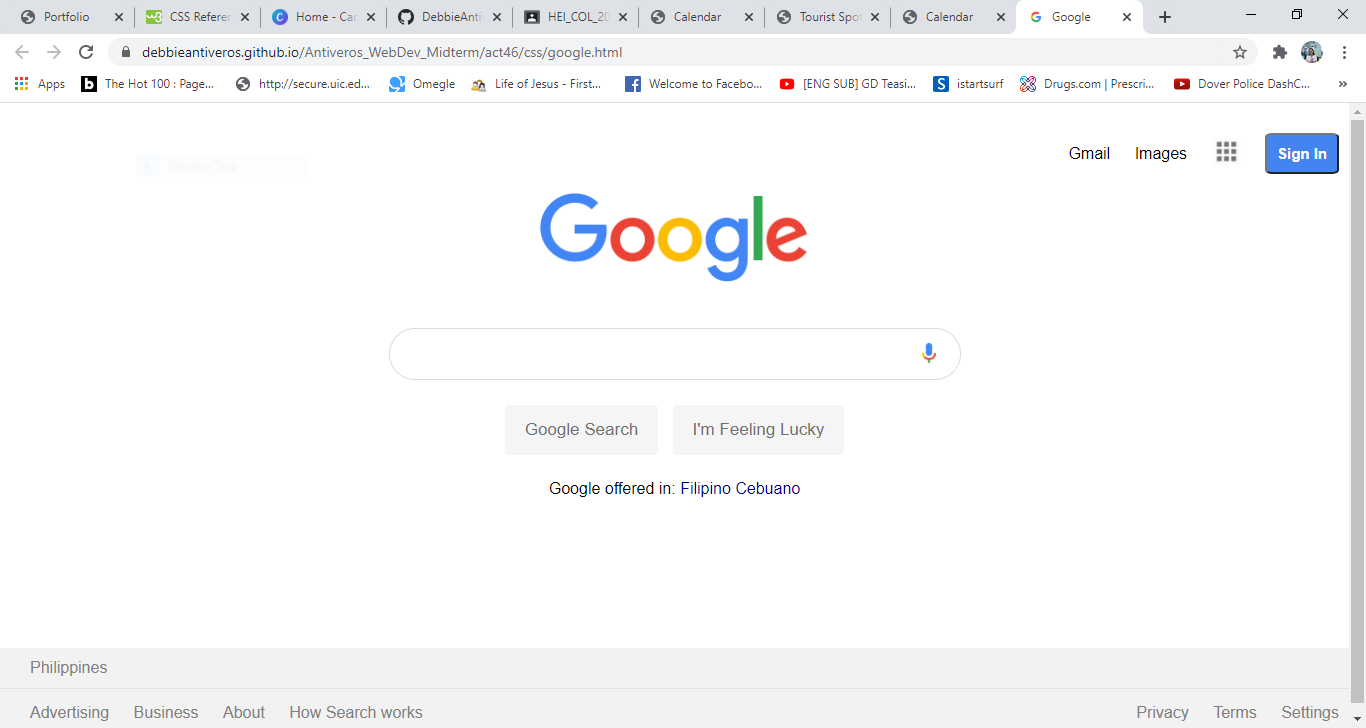 Portfolio
CSS Referen
Home - Can
DebbieAntiv
HEI_COL_20
Calendar
Tourist Spot
Calendar
Google
debbieantiveros.github.io/Antiveros_WebDev_Midterm/act46/css/google.html
Apps
The Hot 100 : Page...
http://secure.uic.ed...
Omegle
Life of Jesus - First...
Welcome to Facebo...
[ENG SUB] GD Teasi...
istartsurf
Drugs.com | Prescri...
Dover Police DashC...
»
Gmail
Images
Sign In
Window Snip
Google
Google Search
I'm Feeling Lucky
Google offered in: Filipino Cebuano
Philippines
Advertising Business About How Search works
Privacy Terms Settings